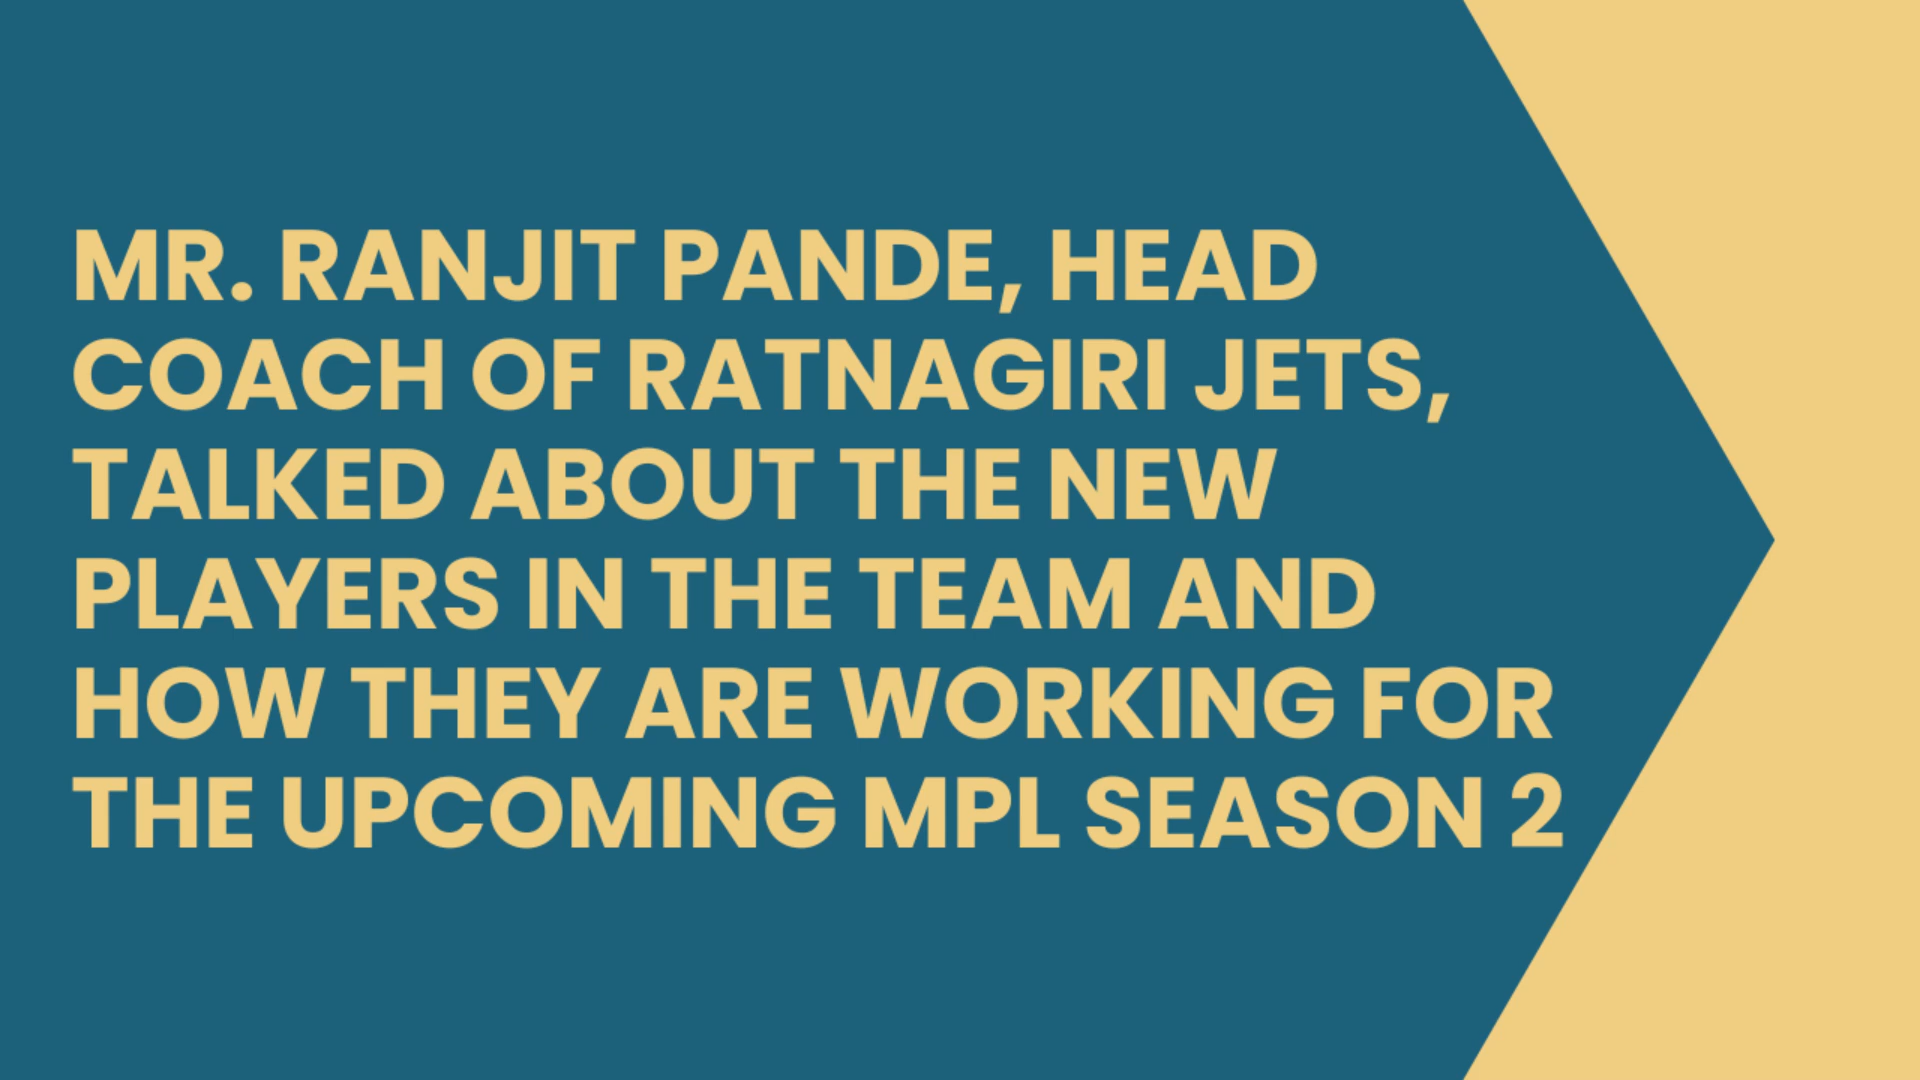 MR. RANJIT PANDE, HEAD
COACH OF RATNAGIRI JETS,
TALKED ABOUT THE NEW
PLAYERS IN THE TEAM AND
HOW THEY ARE WORKING FOR
THE UPCOMING MPL SEASON 2